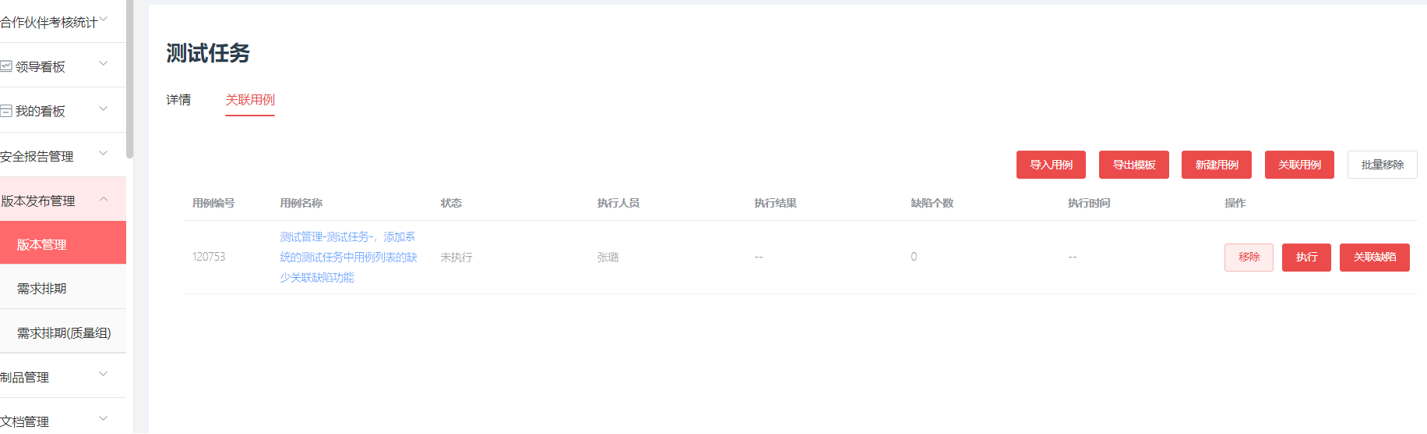 合作伙伴考核统计
领导看板
我的看板
安全报告管理
版本发布管理
版本管理
需求排期
需求排期(质量组)
制品管理
文档管理
测试任务
详情 关联用例
导入用例 导出模板 新建用例 关联用例 批量移除
用例编号 用例名称 状态 执行人员 执行结果 缺陷个数 执行时间 操作
120753 测试管理-测试任务-，添加系 未执行 张璐 -- 0 -- 移除 执行 关联缺陷
统的测试任务中用例列表的缺
少关联缺陷功能